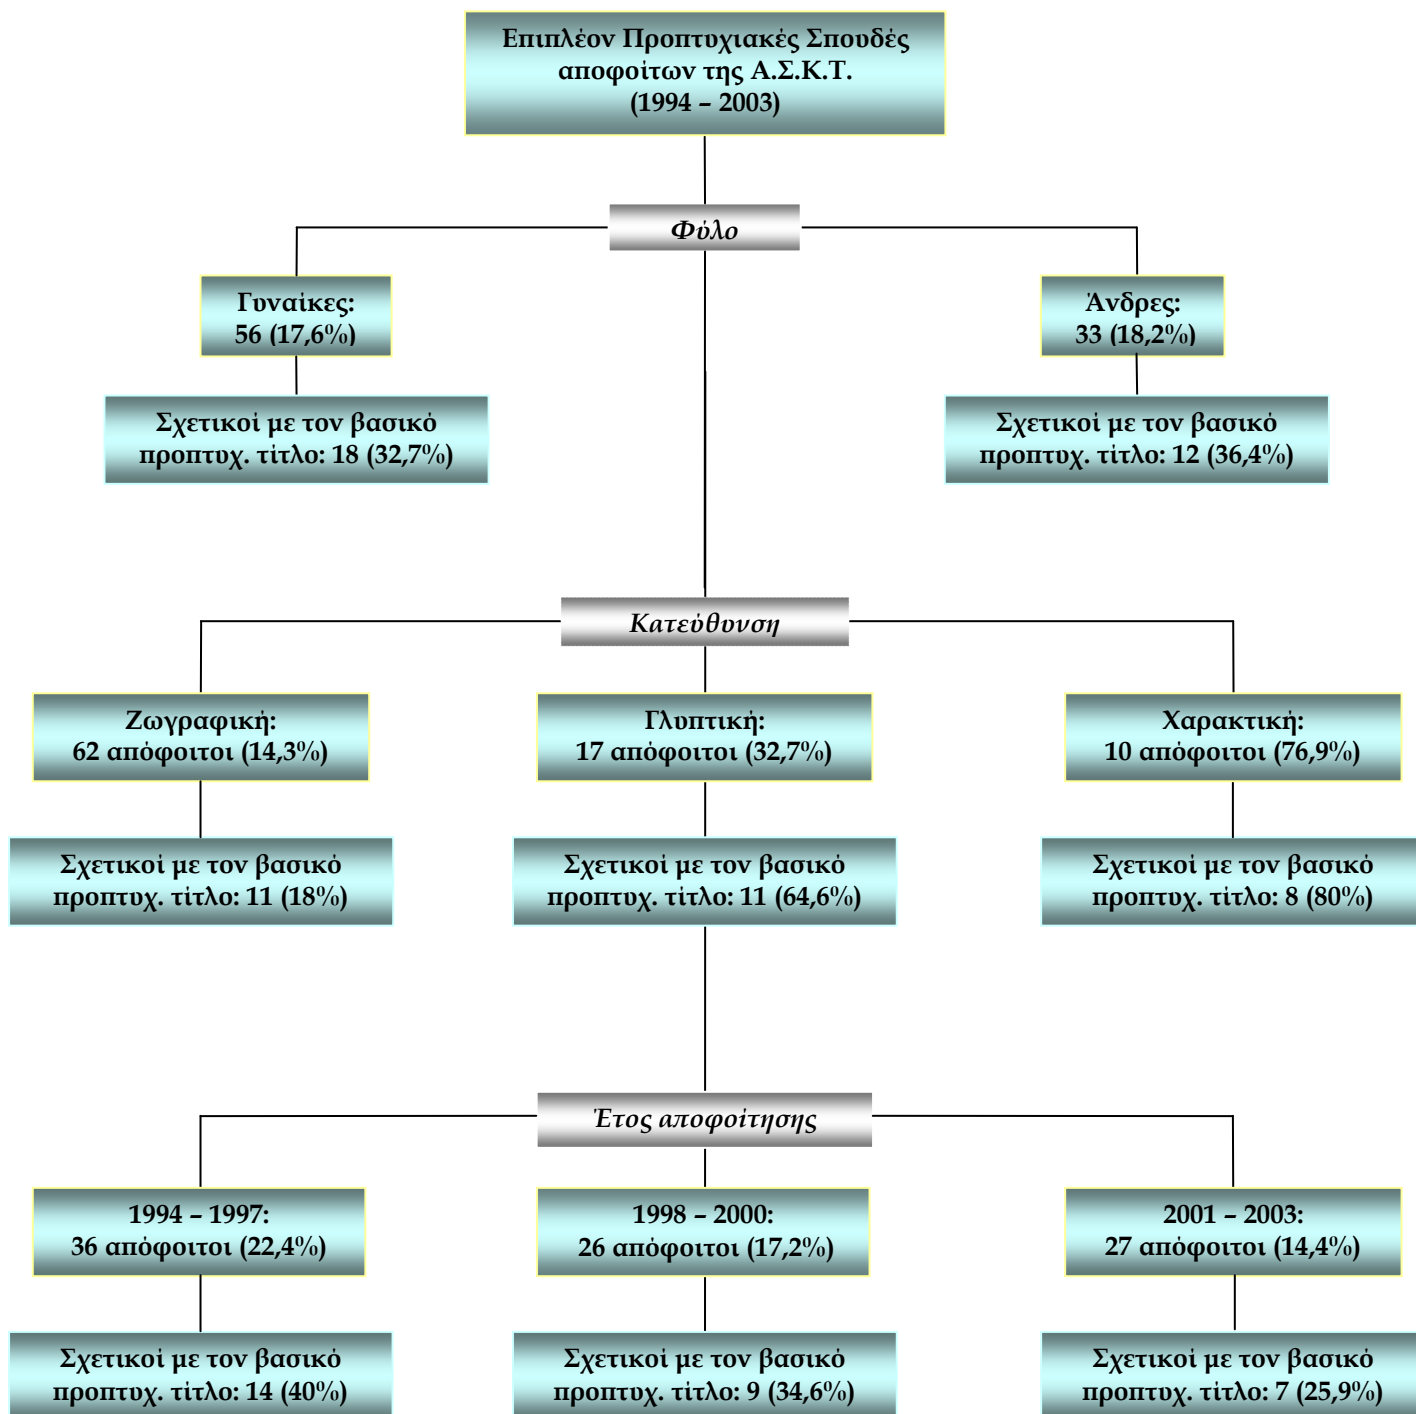 Επιπλέον Προπτυχιακές Σπουδές
αποφοίτων της Α.Σ.Κ.Τ.
(1994 – 2003)
Φύλο
Γυναίκες:
56 (17,6%)
Άνδρες:
33 (18,2%)
Σχετικοί με τον βασικό
προπτυχ. τίτλο: 18 (32,7%)
Σχετικοί με τον βασικό
προπτυχ. τίτλο: 12 (36,4%)
Κατεύθυνση
Ζωγραφική:
62 απόφοιτοι (14,3%)
Γλυπτική:
17 απόφοιτοι (32,7%)
Χαρακτική:
10 απόφοιτοι (76,9%)
Σχετικοί με τον βασικό
προπτυχ. τίτλο: 11 (18%)
Σχετικοί με τον βασικό
προπτυχ. τίτλο: 11 (64,6%)
Σχετικοί με τον βασικό
προπτυχ. τίτλο: 8 (80%)
Έτος αποφοίτησης
1994 – 1997:
36 απόφοιτοι (22,4%)
1998 – 2000:
26 απόφοιτοι (17,2%)
2001 – 2003:
27 απόφοιτοι (14,4%)
Σχετικοί με τον βασικό
προπτυχ. τίτλο: 14 (40%)
Σχετικοί με τον βασικό
προπτυχ. τίτλο: 9 (34,6%)
Σχετικοί με τον βασικό
προπτυχ. τίτλο: 7 (25,9%)